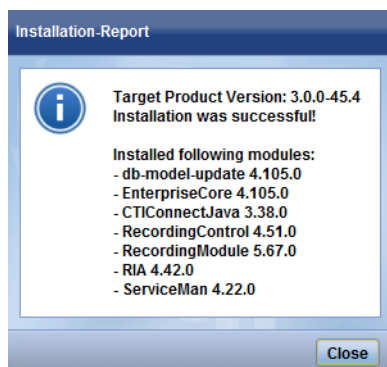 Installation-Report
Target Product Version: 3.0.0-45.4
Installation was successful!
Installed following modules:
- db-model-update 4.105.0
- EnterpriseCore 4.105.0
- CTIConnectJava 3.38.0
- RecordingControl 4.51.0
- RecordingModule 5.67.0
- RIA 4.42.0
- ServiceMan 4.22.0
Close